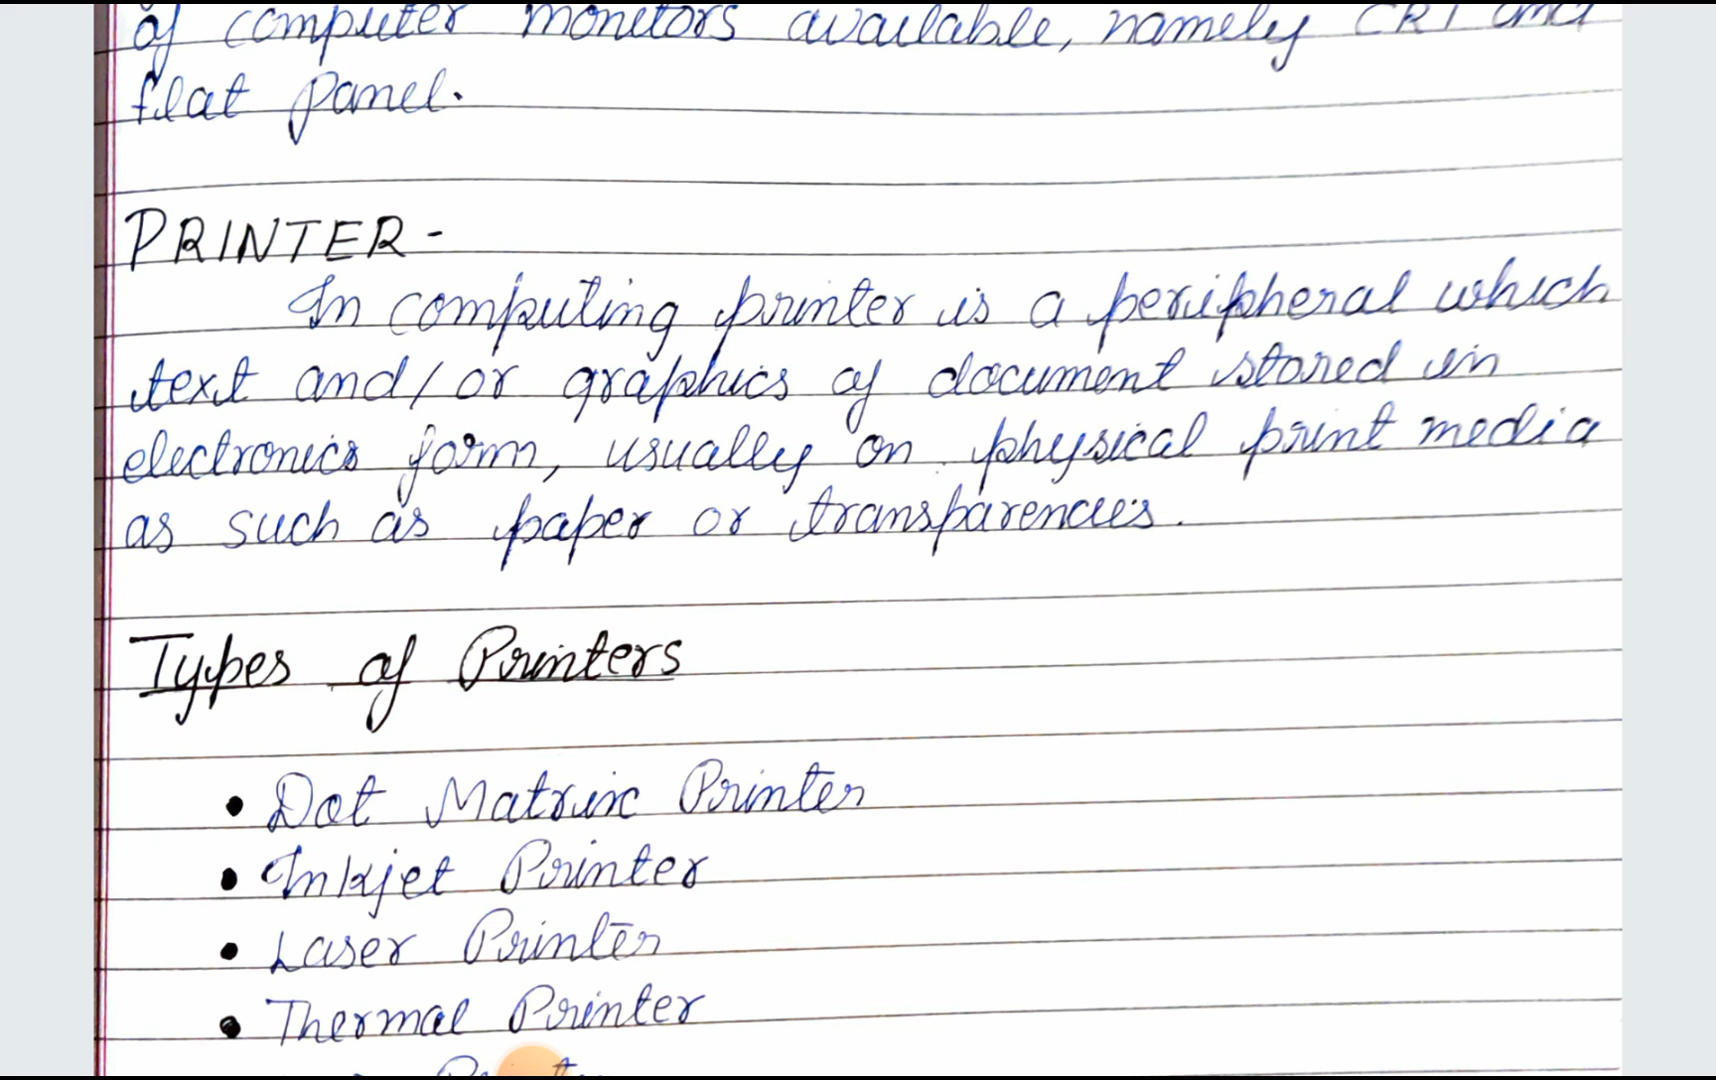 of computer monitors available, namely CRT and
flat panel.
PRINTER -
In computing printer is a peripheral which
text and/or graphics of document stored in
electronics form, usually on physical print media
as such as paper or transparencies.
Types of Printers
• Dot Matrix Printer
• Inkjet Printer
• Laser Printer
• Thermal Printer